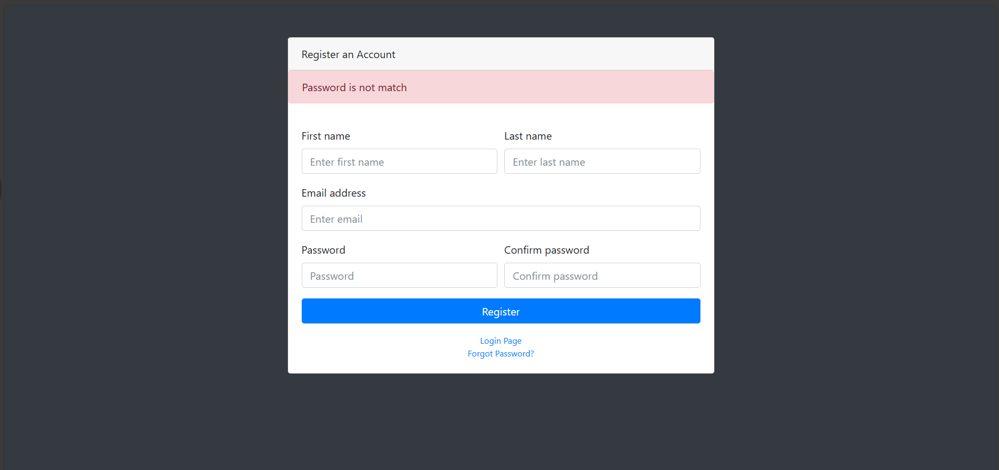 Register an Account
Password is not match
First name Last name
Enter first name Enter last name
Email address
Enter email
Password Confirm password
Password Confirm password
Register
Login Page
Forgot Password?